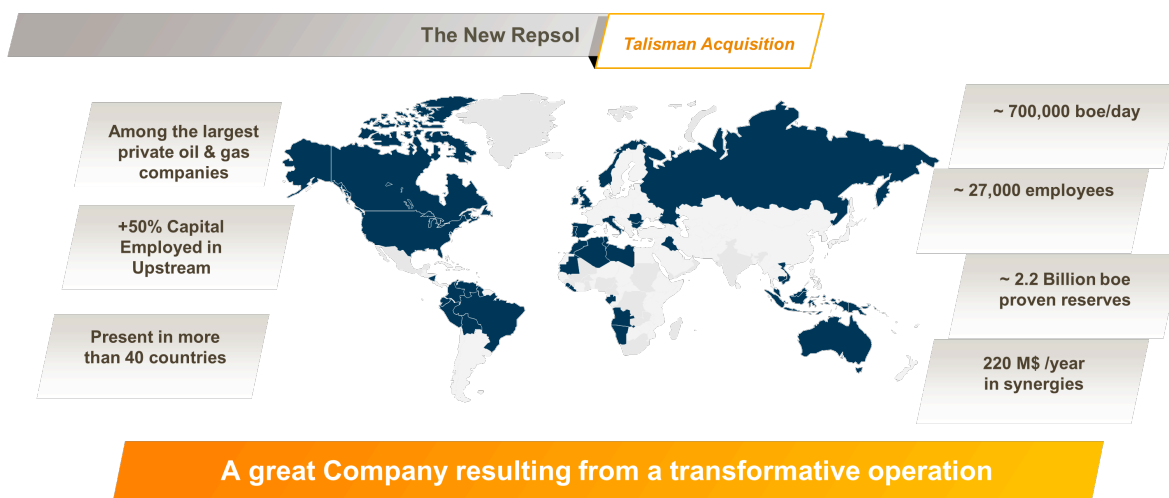 The New Repsol
Talisman Acquisition
Among the largest
private oil & gas
companies
+50% Capital
Employed in
Upstream
Present in more
than 40 countries
~ 700,000 boe/day
~ 27,000 employees
~ 2.2 Billion boe
proven reserves
220 M$ /year
in synergies
A great Company resulting from a transformative operation